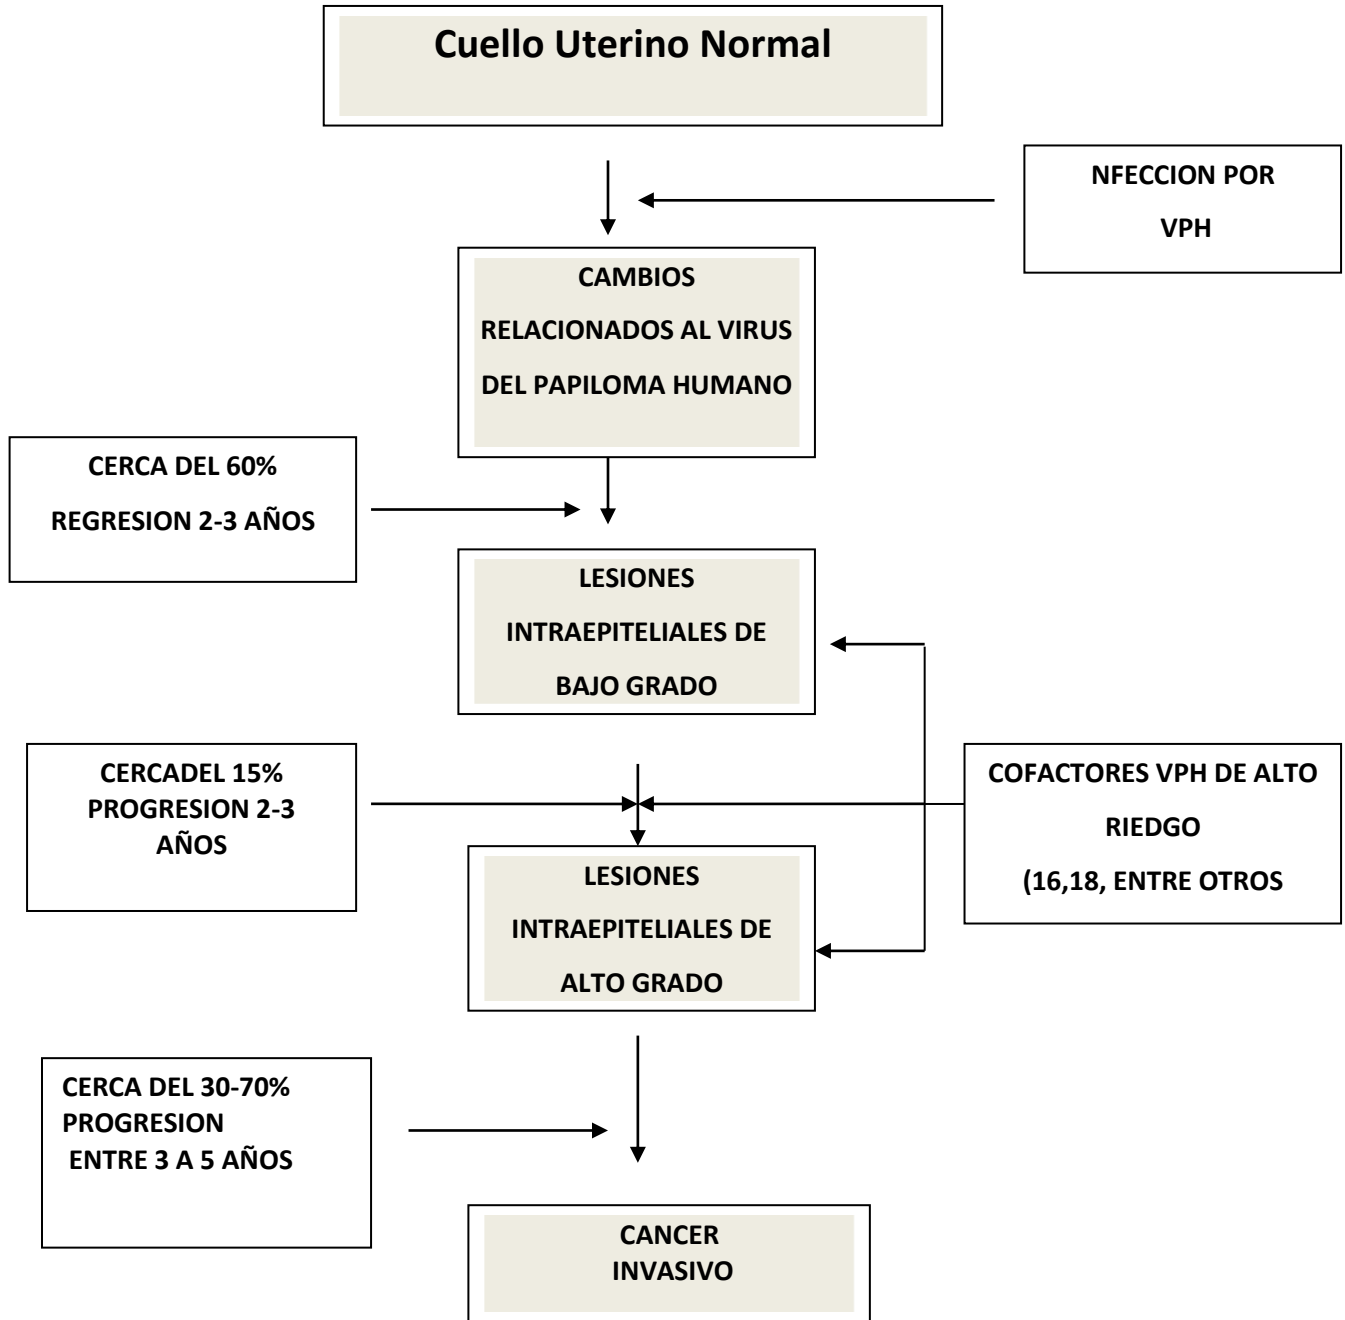 Cuello Uterino Normal
NFECCION POR
VPH
CAMBIOS
RELACIONADOS AL VIRUS
DEL PAPILOMA HUMANO
CERCA DEL 60%
REGRESION 2-3 AÑOS
LESIONES
INTRAEPITELIALES DE
BAJO GRADO
CERCADEL 15%
PROGRESION 2-3
AÑOS
COFACTORES VPH DE ALTO
RIEDGO
(16,18, ENTRE OTROS
LESIONES
INTRAEPITELIALES DE
ALTO GRADO
CERCA DEL 30-70%
PROGRESION
ENTRE 3 A 5 AÑOS
CANCER
INVASIVO